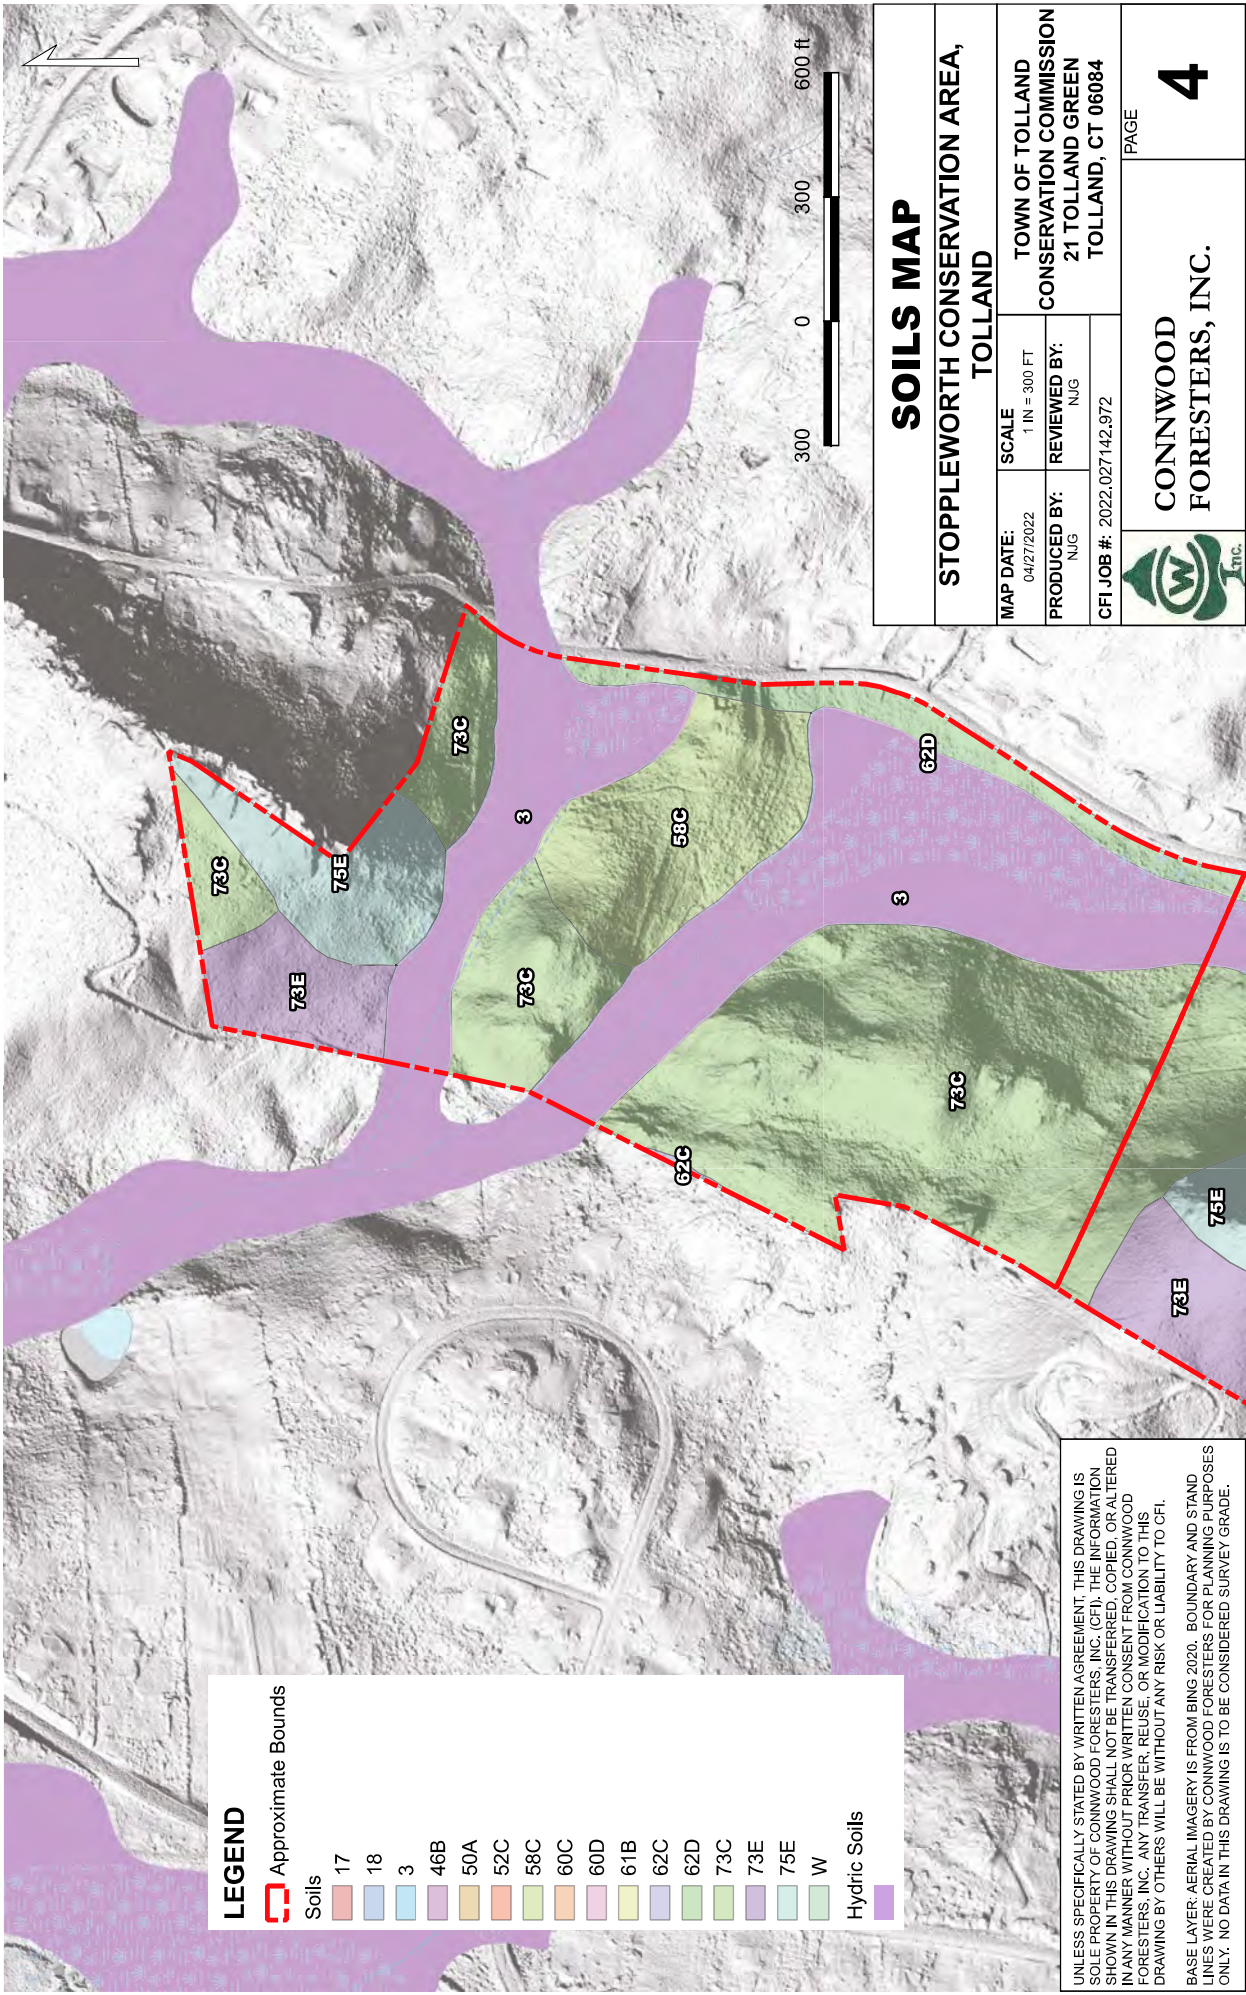 LEGEND
Approximate Bounds
Soils
17
18
3
46B
50A
52C
58C
60C
60D
61B
62C
62D
73C
73E
75E
W
Hydric Soils
73C
73E
75E
73C
3
73C
58C
62C
62D
3
73C
73E
75E
300
0
300
600 ft
UNLESS SPECIFICALLY STATED BY WRITTEN AGREEMENT, THIS DRAWING IS
SOLE PROPERTY OF CONNWOOD FORESTERS, INC. (CFI). THE INFORMATION
SHOWN IN THIS DRAWING SHALL NOT BE TRANSFERRED, COPIED, OR ALTERED
IN ANY MANNER WITHOUT PRIOR WRITTEN CONSENT FROM CONNWOOD
FORESTERS, INC. ANY TRANSFER, REUSE, OR MODIFICATION TO THIS
DRAWING BY OTHERS WILL BE WITHOUT ANY RISK OR LIABILITY TO CFI.
BASE LAYER: AERIAL IMAGERY IS FROM BING 2020. BOUNDARY AND STAND
LINES WERE CREATED BY CONNWOOD FORESTERS FOR PLANNING PURPOSES
ONLY. NO DATA IN THIS DRAWING IS TO BE CONSIDERED SURVEY GRADE.
SOILS MAP
STOPPLEWORTH CONSERVATION AREA,
TOLLAND
MAP DATE:
04/27/2022
SCALE
1 IN = 300 FT
PRODUCED BY:
NJG
REVIEWED BY:
NJG
CFI JOB #: 2022.027142.972
TOWN OF TOLLAND
CONSERVATION COMMISSION
21 TOLLAND GREEN
TOLLAND, CT 06084
CW
Inc.
CONNWOOD
FORESTERS, INC.
PAGE
4